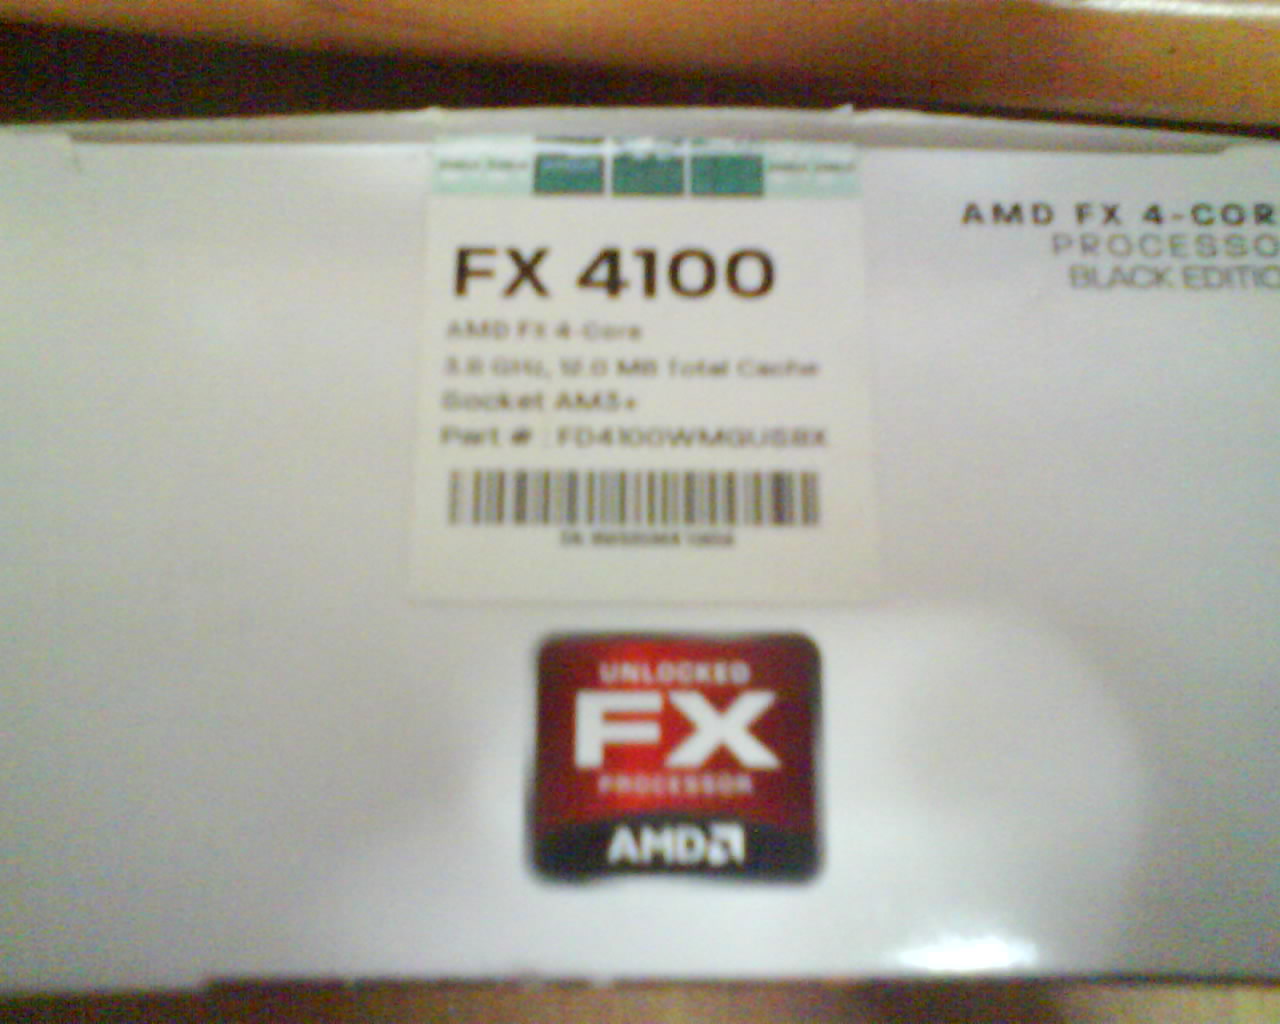 FX 4100
AMD FX 4-Core
3.8 GHz, 12.0 MB Total Cache
Socket AM3+
Part # : FD4100WMGUSBX
AMD FX 4-COR
PROCESSO
BLACK EDITIO
UNLOCKED
FX
PROCESSOR
AMD